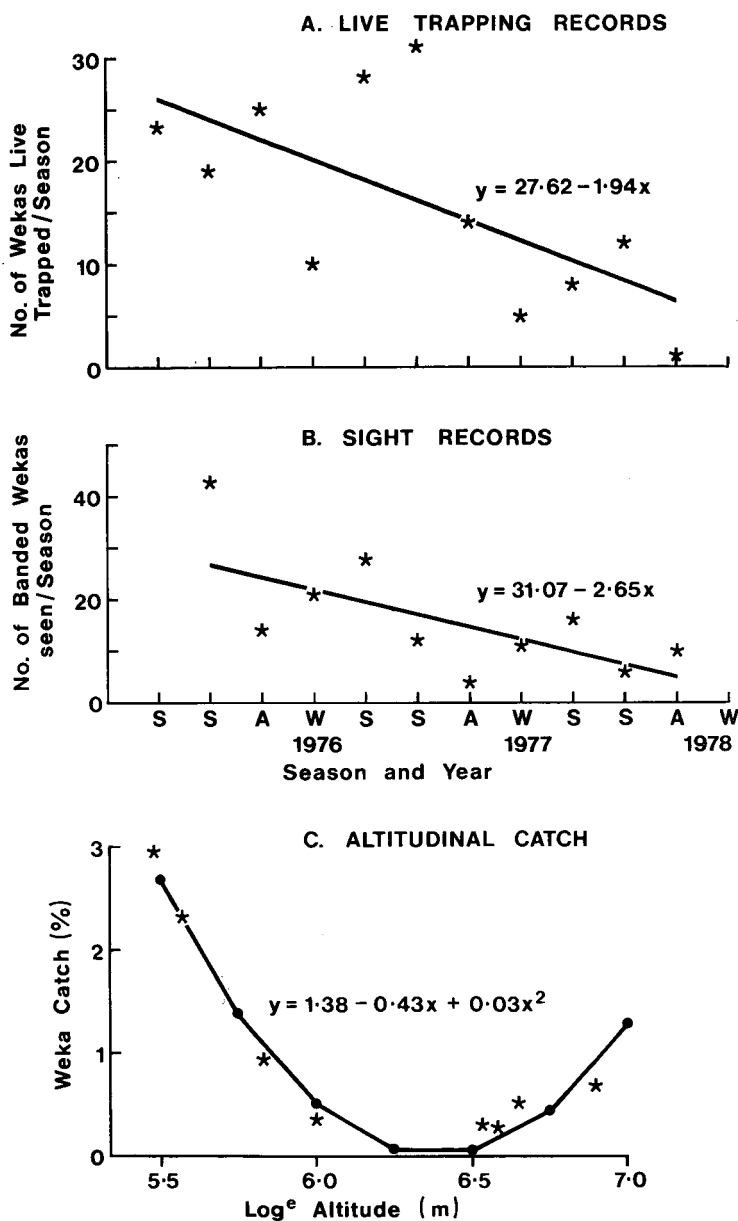 A. LIVE TRAPPING RECORDS
No. of Wekas Live
Trapped/Season
30
20
10
0
y = 27·62 – 1·94x
B. SIGHT RECORDS
No. of Banded Wekas
seen/Season
40
20
0
y = 31·07 – 2·65x
S S A W S S A W S S A W
1976 1977 1978
Season and Year
C. ALTITUDINAL CATCH
Weka Catch (%)
3
2
1
0
y = 1·38 – 0·43x + 0·03x²
5·5 6·0 6·5 7·0
Logᵉ Altitude (m)